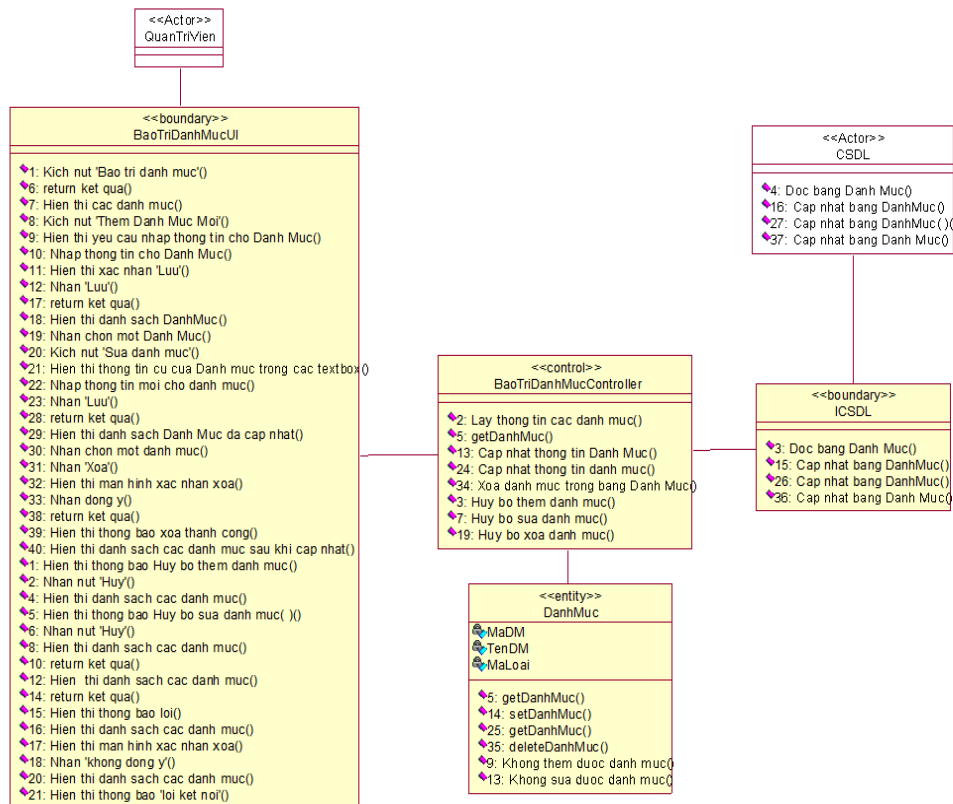 <<Actor>>
QuanTriVien
<<boundary>>
BaoTriDanhMucUI
1: Kich nut 'Bao tri danh muc'()
6: return ket qua()
7: Hien thi cac danh muc()
8: Kich nut 'Them Danh Muc Moi'()
9: Hien thi yeu cau nhap thong tin cho Danh Muc()
10: Nhap thong tin cho Danh Muc()
11: Hien thi xac nhan 'Luu'()
12: Nhan 'Luu'()
17: return ket qua()
18: Hien thi danh sach DanhMuc()
19: Nhan chon mot Danh Muc()
20: Kich nut 'Sua danh muc'()
21: Hien thi thong tin cu cua Danh muc trong cac textbox()
22: Nhap thong tin moi cho danh muc()
23: Nhan 'Luu'()
28: return ket qua()
29: Hien thi danh sach Danh Muc da cap nhat()
30: Nhan chon mot danh muc()
31: Nhan 'Xoa'()
32: Hien thi man hinh xac nhan xoa()
33: Nhan dong y'()
38: return ket qua()
39: Hien thi thong bao xoa thanh cong()
40: Hien thi danh sach cac danh muc sau khi cap nhat()
1: Hien thi thong bao Huy bo them danh muc()
2: Nhan nut 'Huy'()
4: Hien thi danh sach cac danh muc()
5: Hien thi thong bao Huy bo sua danh muc( )()
6: Nhan nut 'Huy'()
8: Hien thi danh sach cac danh muc()
10: return ket qua()
12: Hien  thi danh sach cac danh muc()
14: return ket qua()
15: Hien thi thong bao loi()
16: Hien thi danh sach cac danh muc()
17: Hien thi man hinh xac nhan xoa()
18: Nhan 'khong dong y'()
20: Hien thi danh sach cac danh muc()
21: Hien thi thong bao 'loi ket noi'()
<<control>>
BaoTriDanhMucController
2: Lay thong tin cac danh muc()
5: getDanhMuc()
13: Cap nhat thong tin Danh Muc()
24: Cap nhat thong tin danh muc()
34: Xoa danh muc trong bang Danh Muc()
3: Huy bo them danh muc()
7: Huy bo sua danh muc()
19: Huy bo xoa danh muc()
<<entity>>
DanhMuc
MaDM
TenDM
MaLoai
5: getDanhMuc()
14: setDanhMuc()
25: getDanhMuc()
35: deleteDanhMuc()
9: Khong them duoc danh muc()
13: Khong sua duoc danh muc()
<<Actor>>
CSDL
4: Doc bang Danh Muc()
16: Cap nhat bang DanhMuc()
27: Cap nhat bang DanhMuc( )()
37: Cap nhat bang Danh Muc()
<<boundary>>
ICSDL
3: Doc bang Danh Muc()
15: Cap nhat bang DanhMuc()
26: Cap nhat bang DanhMuc()
36: Cap nhat bang Danh Muc()